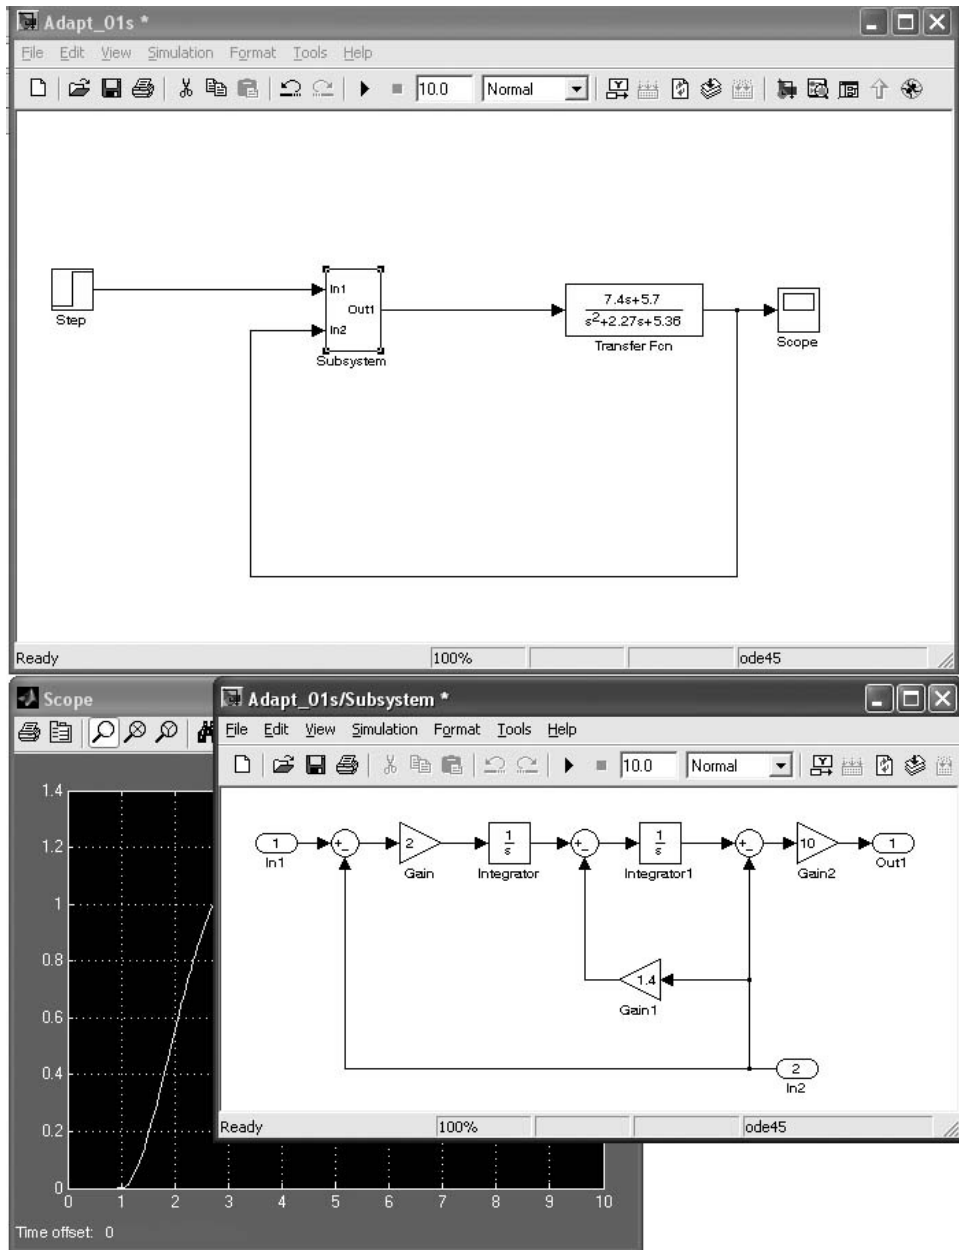 Adapt_01s *
File Edit View Simulation Format Tools Help
10.0 Normal
Step
In1
Out1
In2
Subsystem
7.4s+5.7
s2+2.27s+5.36
Transfer Fcn
Scope
Ready 100% ode45
Scope
1.4
1.2
1
0.8
0.6
0.4
0.2
0
0 1 2 3 4 5 6 7 8 9 10
Time offset: 0
Adapt_01s/Subsystem *
File Edit View Simulation Format Tools Help
10.0 Normal
1
In1
+-
2
Gain
1
s
Integrator
+-
1
s
Integrator1
+-
10
Gain2
1
Out1
1.4
Gain1
2
In2
Ready 100% ode45